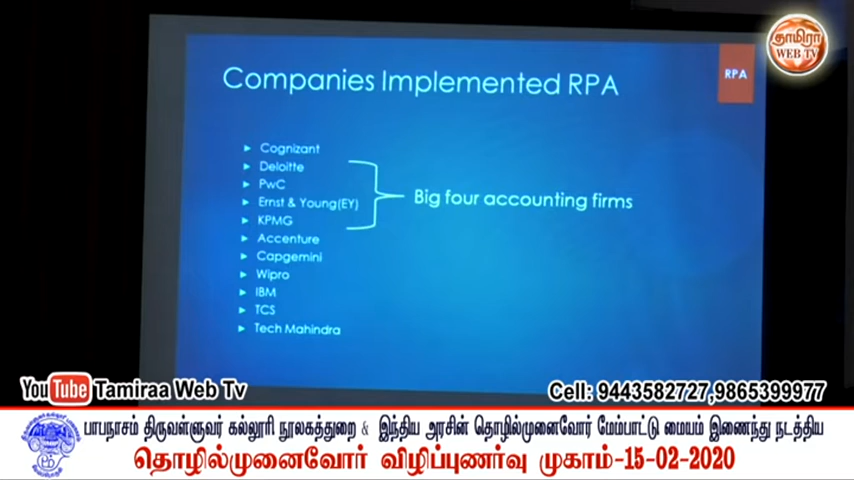 தாமிரா
WEB TV
RPA
Companies Implemented RPA
Cognizant
Deloitte
PwC
Ernst & Young(EY)
KPMG
Big four accounting firms
Accenture
Capgemini
Wipro
IBM
TCS
Tech Mahindra
YouTube Tamiraa Web Tv
Cell: 9443582727,9865399977
பாபநாசம் திருவள்ளுவர் கல்லூரி நூலகத்துறை & இந்திய அரசின் தொழில்முனைவோர் மேம்பாட்டு மையம் இணைந்து நடத்திய
தொழில்முனைவோர் விழிப்புணர்வு முகாம்-15-02-2020